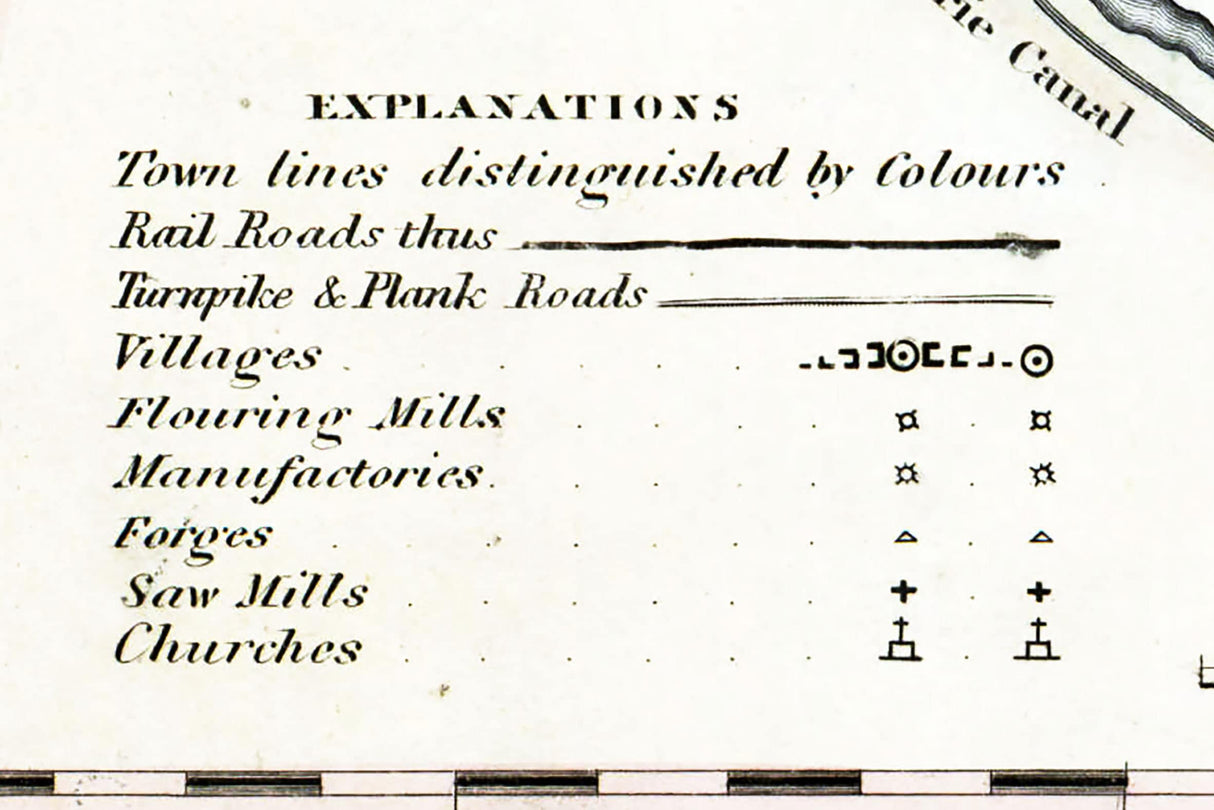 EXPLANATIONS
Town lines distinguished by Colours
Rail Roads thus
Turnpike & Plank Roads
Villages
Flouring Mills
Manufactories
Forges
Saw Mills
Churches
Canal